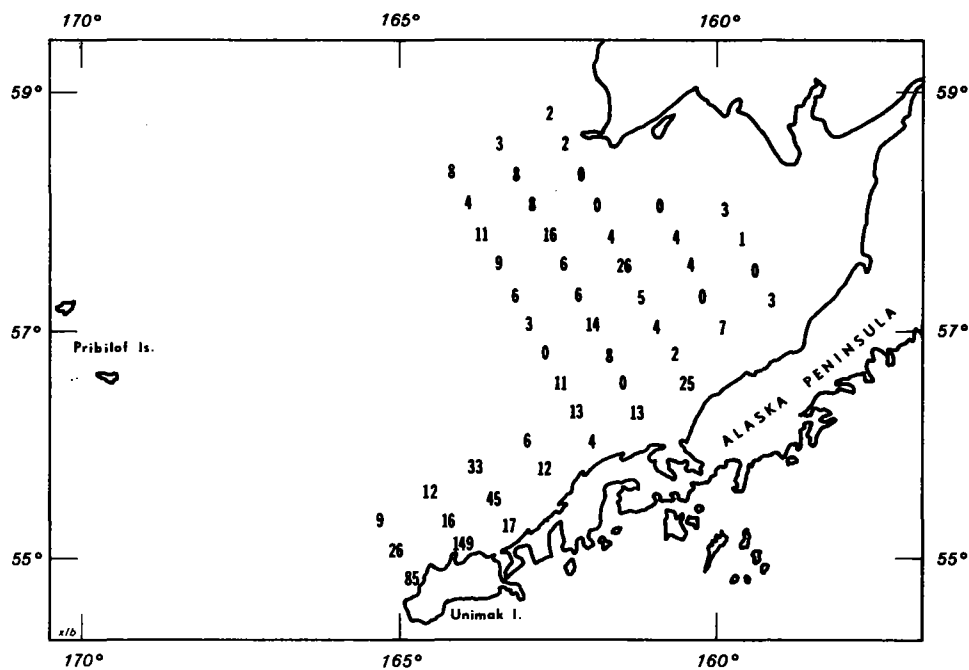 170° 165° 160°
59° 59°
2
3 2
8 8 0
4 8 0 0 3
11 16 4 4 1
9 6 26 4 0
6 6 5 0 3
57° 3 14 4 7 57°
Pribilof Is.
0 8 2
11 0 25
13 13
ALASKA PENINSULA
6 4
33 12
12 45
9 16 17
26 149
55° 55°
85
Unimak I.
x/b
170° 165° 160°